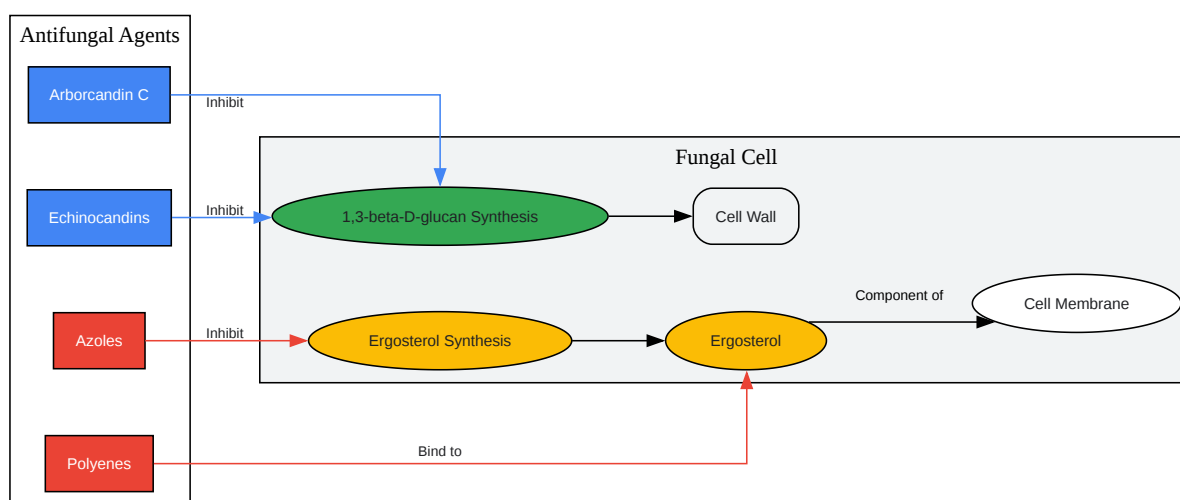 Antifungal Agents
Arborcandin C
Inhibit
Fungal Cell
Echinocandins
Inhibit
1,3-beta-D-glucan Synthesis
Cell Wall
Component of
Cell Membrane
Azoles
Inhibit
Ergosterol Synthesis
Ergosterol
Polyenes
Bind to